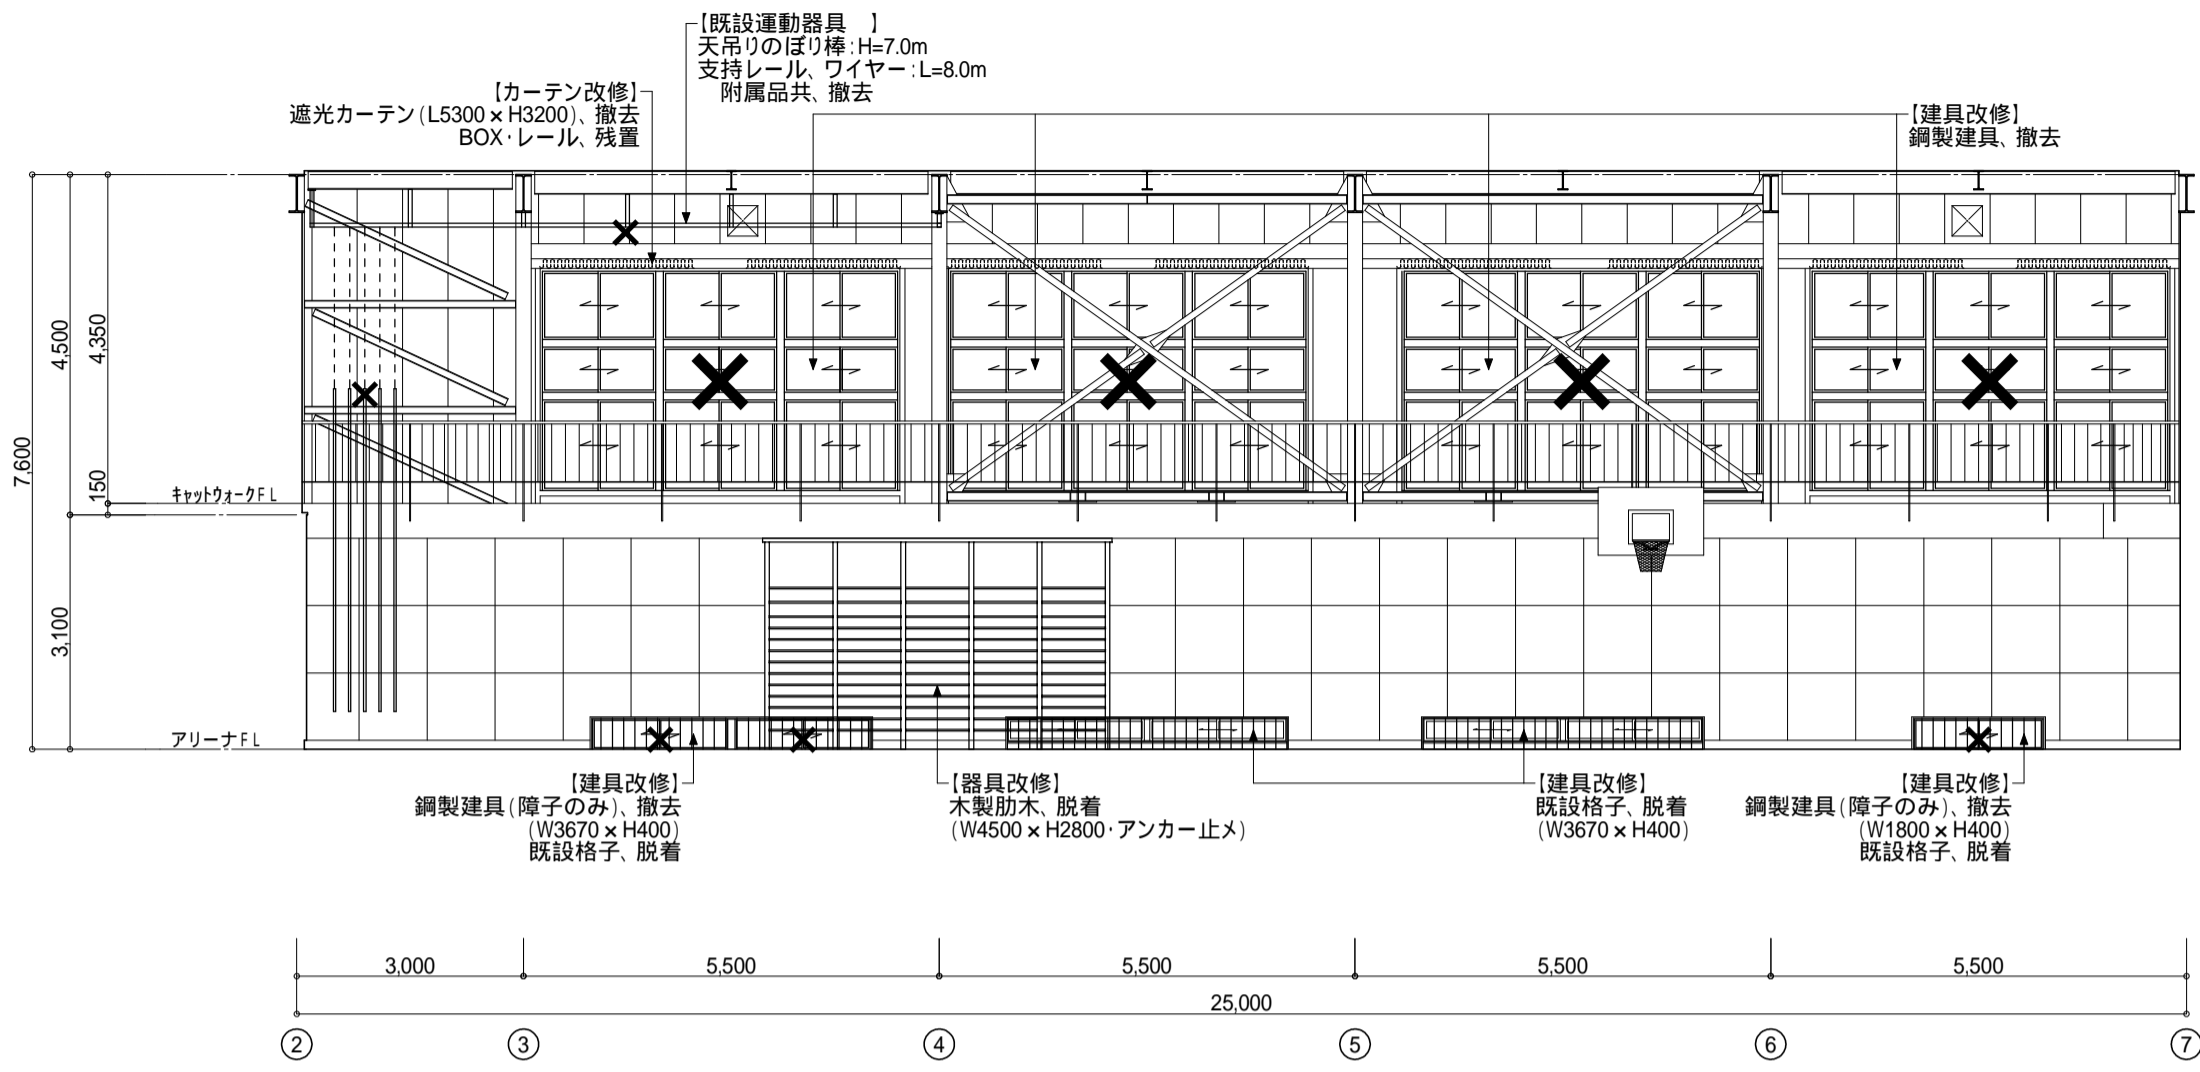 【既設運動器具　】
天吊りのぼり棒:H=7.0m
支持レール、ワイヤー:L=8.0m
附属品共、撤去
【カーテン改修】
遮光カーテン(L5300×H3200)、撤去
BOX・レール、残置
【建具改修】
鋼製建具、撤去
7,600
4,500
4,350
150
3,100
キャットウォークFL
アリーナFL
【建具改修】
鋼製建具(障子のみ)、撤去
(W3670×H400)
既設格子、脱着
【器具改修】
木製肋木、脱着
(W4500×H2800・アンカー止メ)
【建具改修】
既設格子、脱着
(W3670×H400)
【建具改修】
鋼製建具(障子のみ)、撤去
(W1800×H400)
既設格子、脱着
3,000 5,500 5,500 5,500 5,500
25,000
② ③ ④ ⑤ ⑥ ⑦